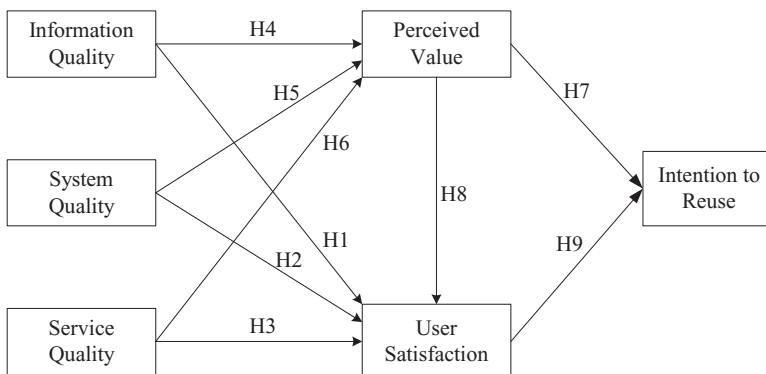 Information
Quality
H4
Perceived
Value
H5
H7
H6
System
Quality
H8
Intention to
Reuse
H1
H2
H9
Service
Quality
H3
User
Satisfaction